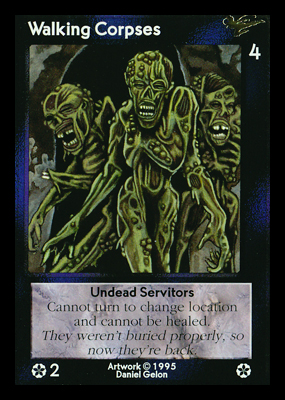 Walking Corpses
4
Undead Servitors
Cannot turn to change location
and cannot be healed.
They weren't buried properly, so
now they're back.
2
Artwork © 1995
Daniel Gelon